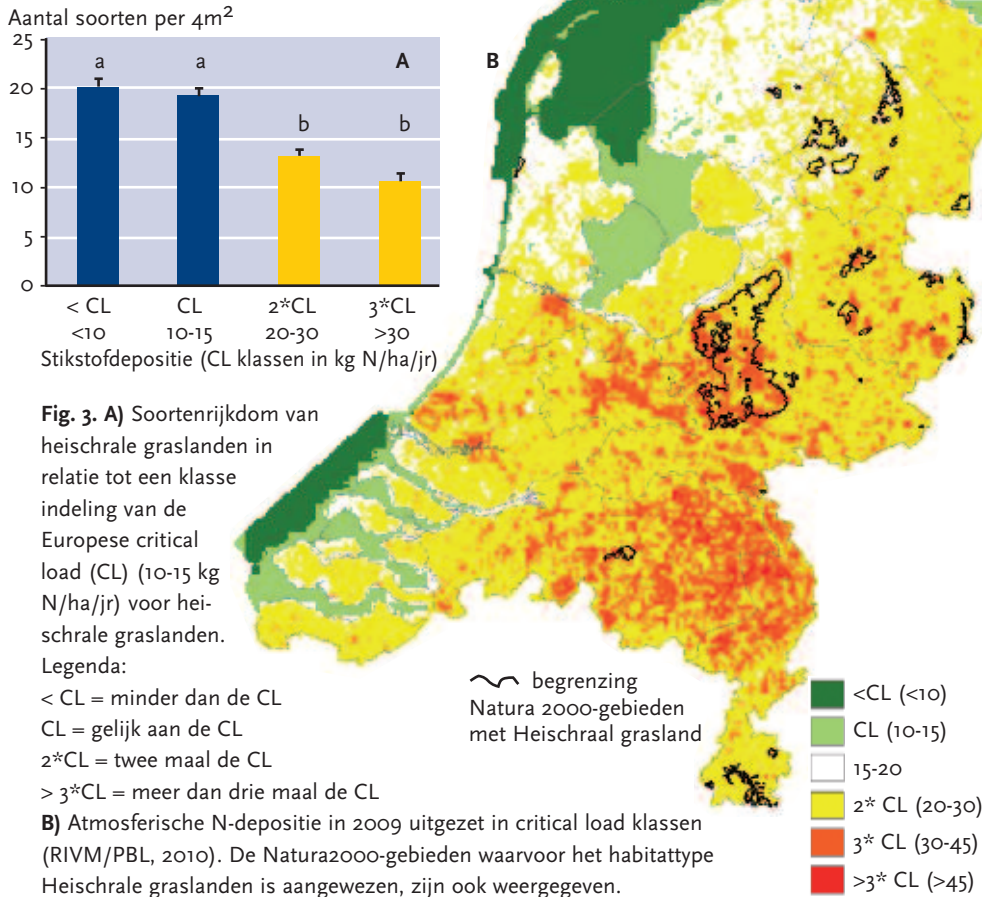 Aantal soorten per 4m²
25
20
15
10
5
0
a
a
b
b
A
< CL
<10
CL
10-15
2*CL
20-30
3*CL
>30
Stikstofdepositie (CL klassen in kg N/ha/jr)
B
Fig. 3. A) Soortenrijkdom van
heischrale graslanden in
relatie tot een klasse
indeling van de
Europese critical
load (CL) (10-15 kg
N/ha/jr) voor hei-
schrale graslanden.
Legenda:
< CL = minder dan de CL
CL = gelijk aan de CL
2*CL = twee maal de CL
> 3*CL = meer dan drie maal de CL
B) Atmosferische N-depositie in 2009 uitgezet in critical load klassen
(RIVM/PBL, 2010). De Natura2000-gebieden waarvoor het habitattype
Heischrale graslanden is aangewezen, zijn ook weergegeven.
begrenzing
Natura 2000-gebieden
met Heischraal grasland
<CL (<10)
CL (10-15)
15-20
2* CL (20-30)
3* CL (30-45)
>3* CL (>45)